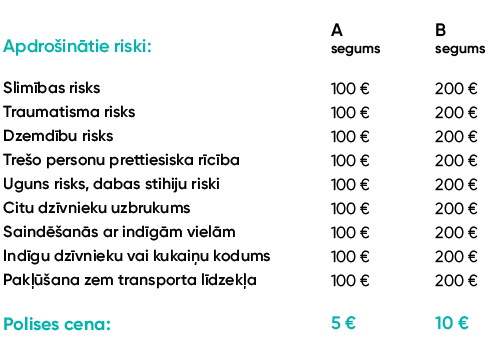 A B
Apdrošinātie riski: segums segums
Slimības risks 100 € 200 €
Traumatisma risks 100 € 200 €
Dzemdību risks 100 € 200 €
Trešo personu prettiesiska rīcība 100 € 200 €
Uguns risks, dabas stihiju riski 100 € 200 €
Citu dzīvnieku uzbrukums 100 € 200 €
Saindēšanās ar indīgām vielām 100 € 200 €
Indīgu dzīvnieku vai kukaiņu kodums 100 € 200 €
Pakļūšana zem transporta līdzekļa 100 € 200 €
Polises cena: 5 € 10 €